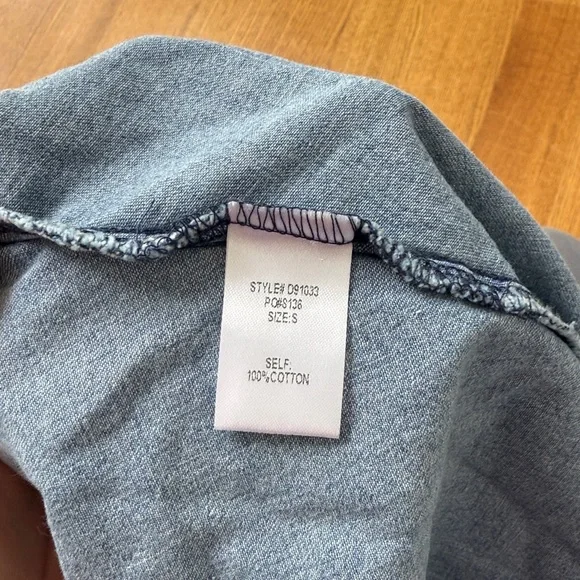 STYLE# D91033
PO#S136
SIZE:S
SELF:
100%COTTON